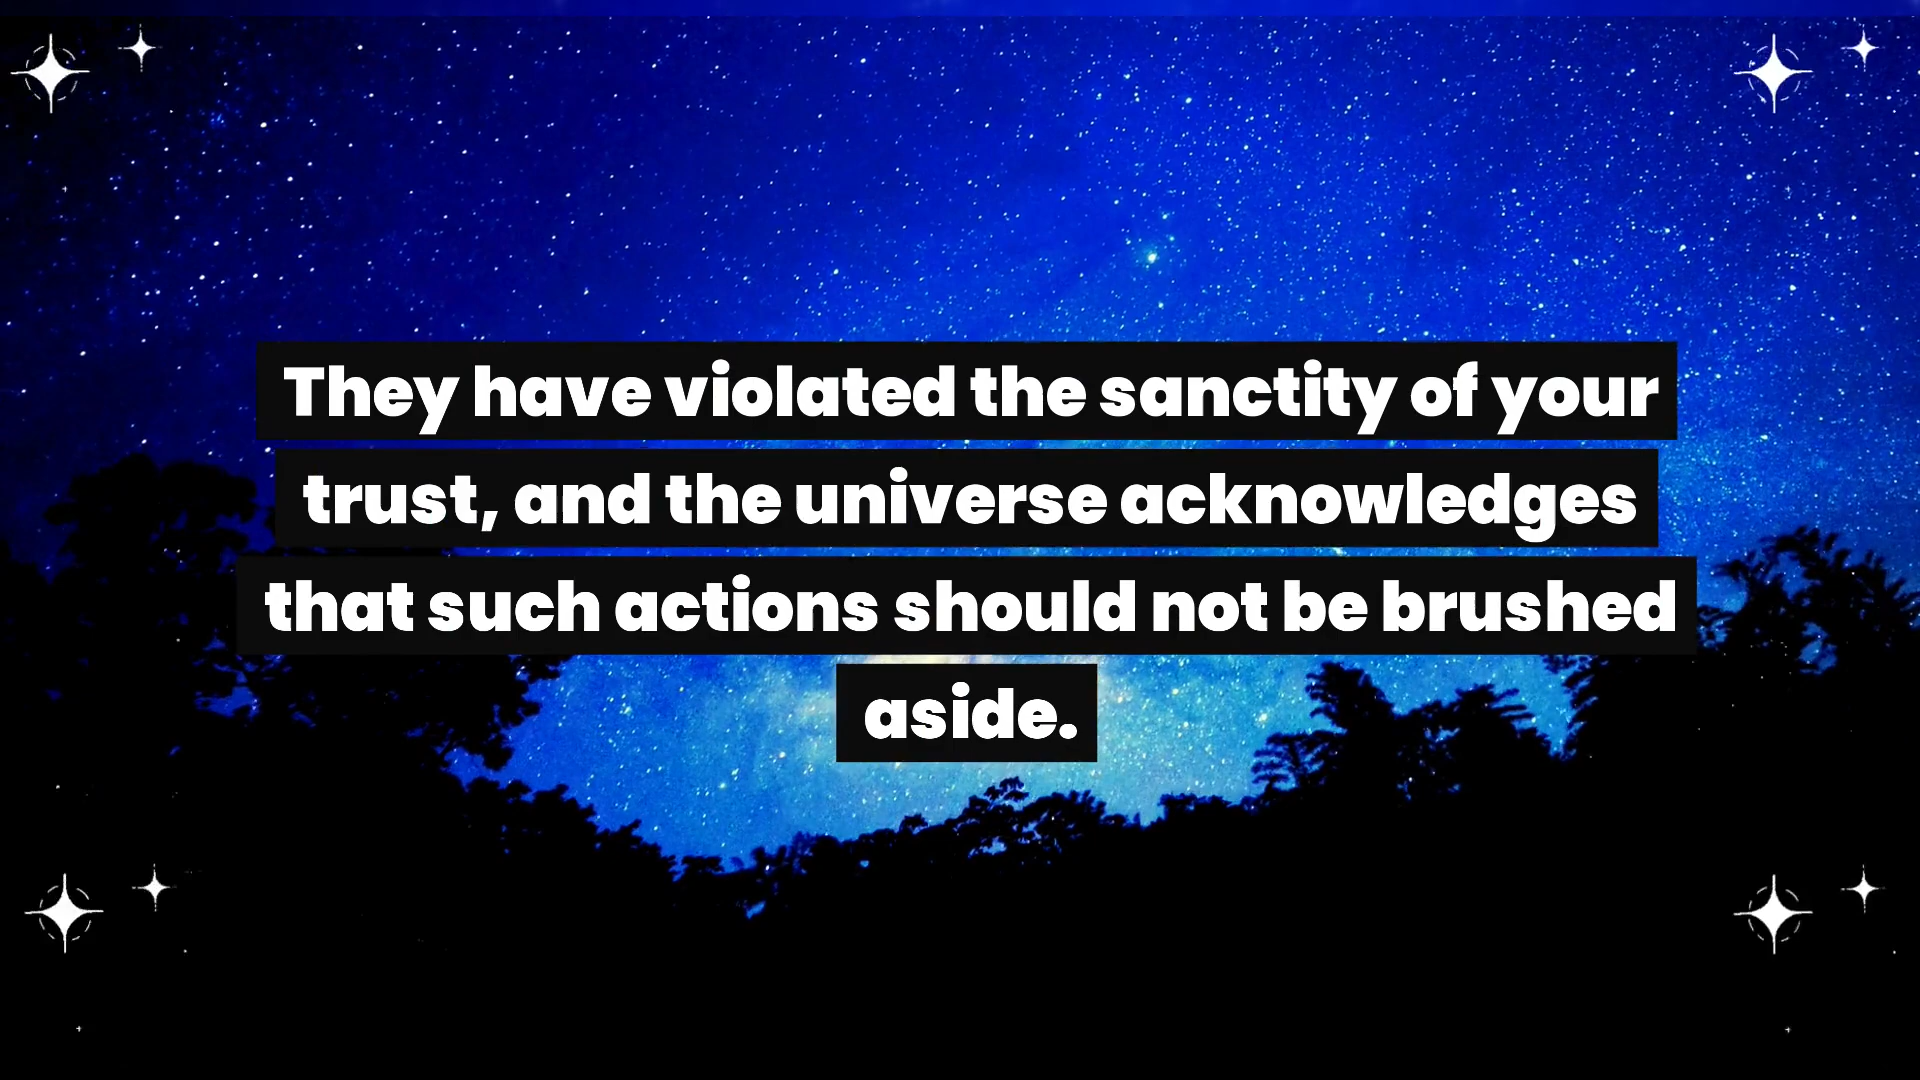 They have violated the sanctity of your
trust, and the universe acknowledges
that such actions should not be brushed
aside.